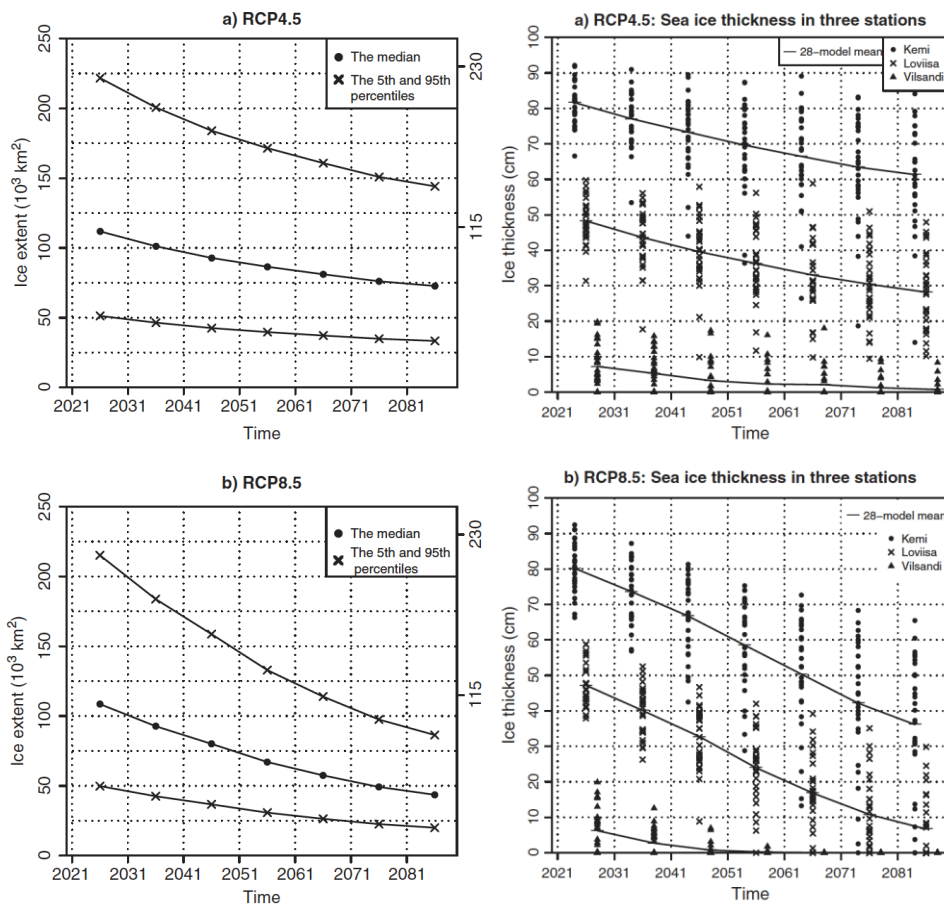 a) RCP4.5
250
200
150
100
50
0
Ice extent (10³ km²)
The median
The 5th and 95th
percentiles
230
115
2021 2031 2041 2051 2061 2071 2081
Time
a) RCP4.5: Sea ice thickness in three stations
100
90
80
70
60
50
40
30
20
10
0
Ice thickness (cm)
28−model mean
Kemi
Loviisa
Vilsandi
2021 2031 2041 2051 2061 2071 2081
Time
b) RCP8.5
250
200
150
100
50
0
Ice extent (10³ km²)
The median
The 5th and 95th
percentiles
230
115
2021 2031 2041 2051 2061 2071 2081
Time
b) RCP8.5: Sea ice thickness in three stations
100
90
80
70
60
50
40
30
20
10
0
Ice thickness (cm)
28−model mean
Kemi
Loviisa
Vilsandi
2021 2031 2041 2051 2061 2071 2081
Time